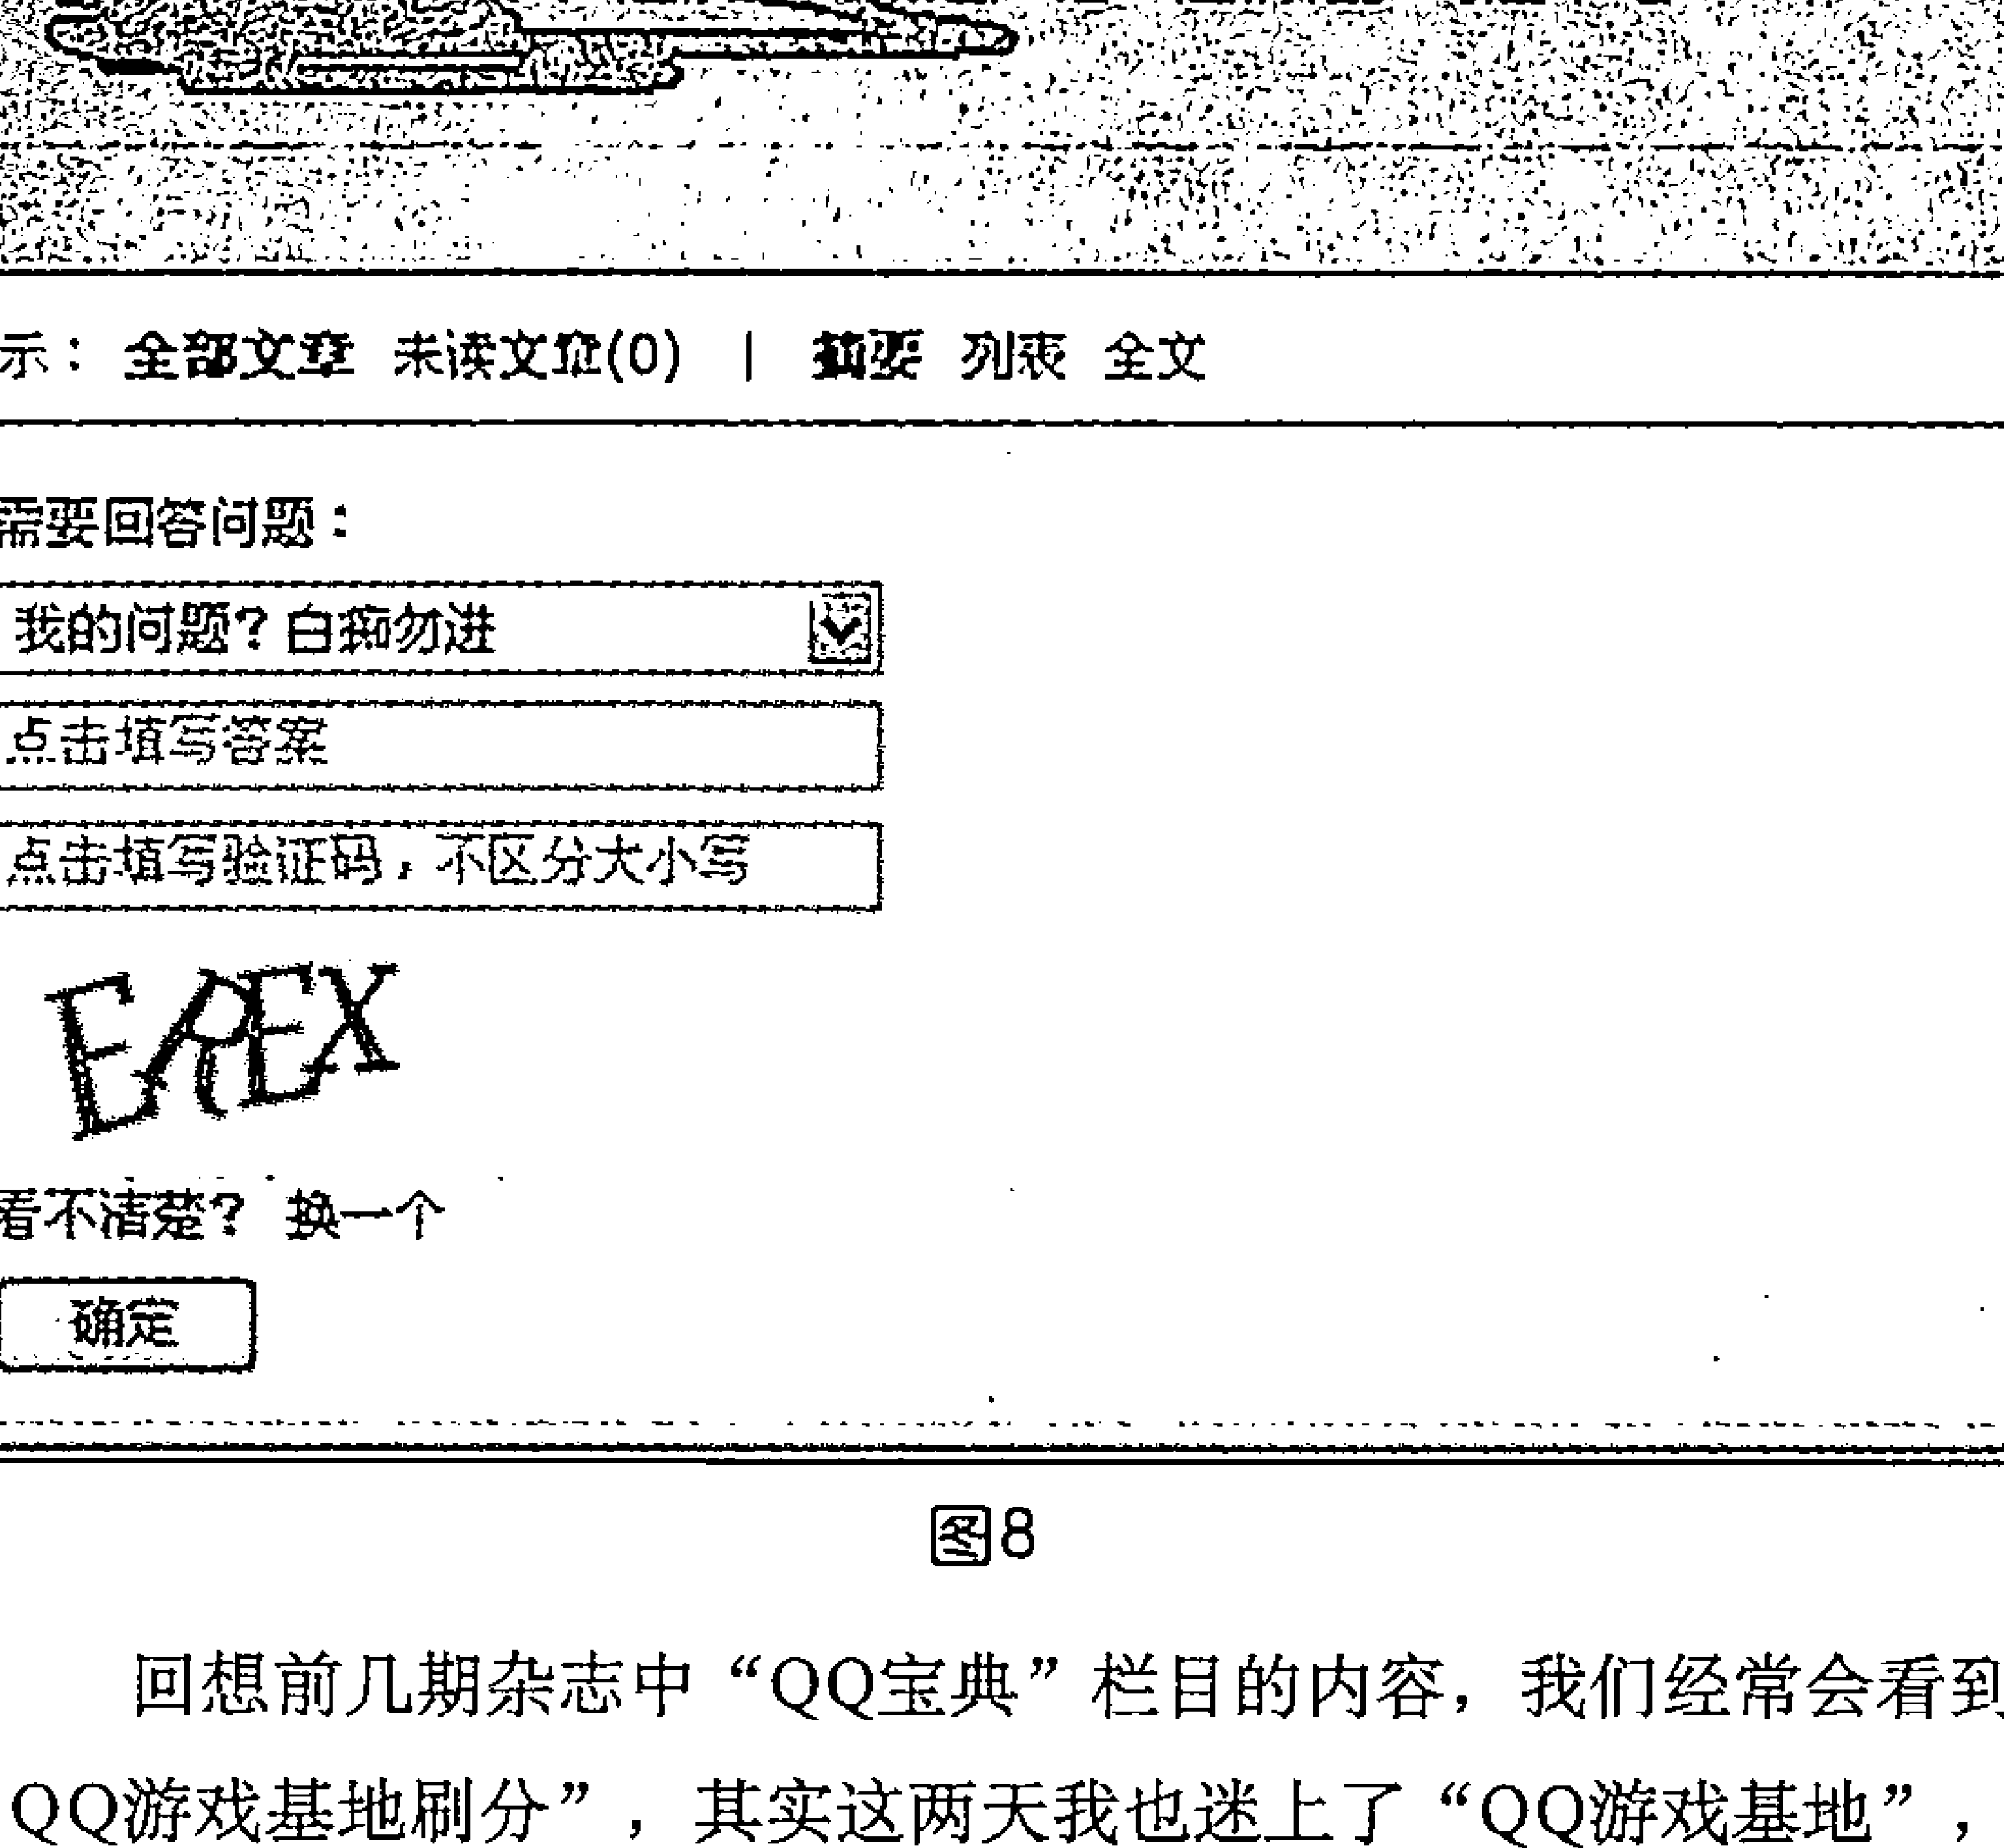 示：全部文章 未读文章(0) | 摘要 列表 全文
需要回答问题：
我的问题？白痴勿进
点击填写答案
点击填写验证码，不区分大小写
EREX
看不清楚？ 换一个
确定
图8
回想前几期杂志中“QQ宝典”栏目的内容，我们经常会看到
QQ游戏基地刷分”，其实这两天我也迷上了“QQ游戏基地”，